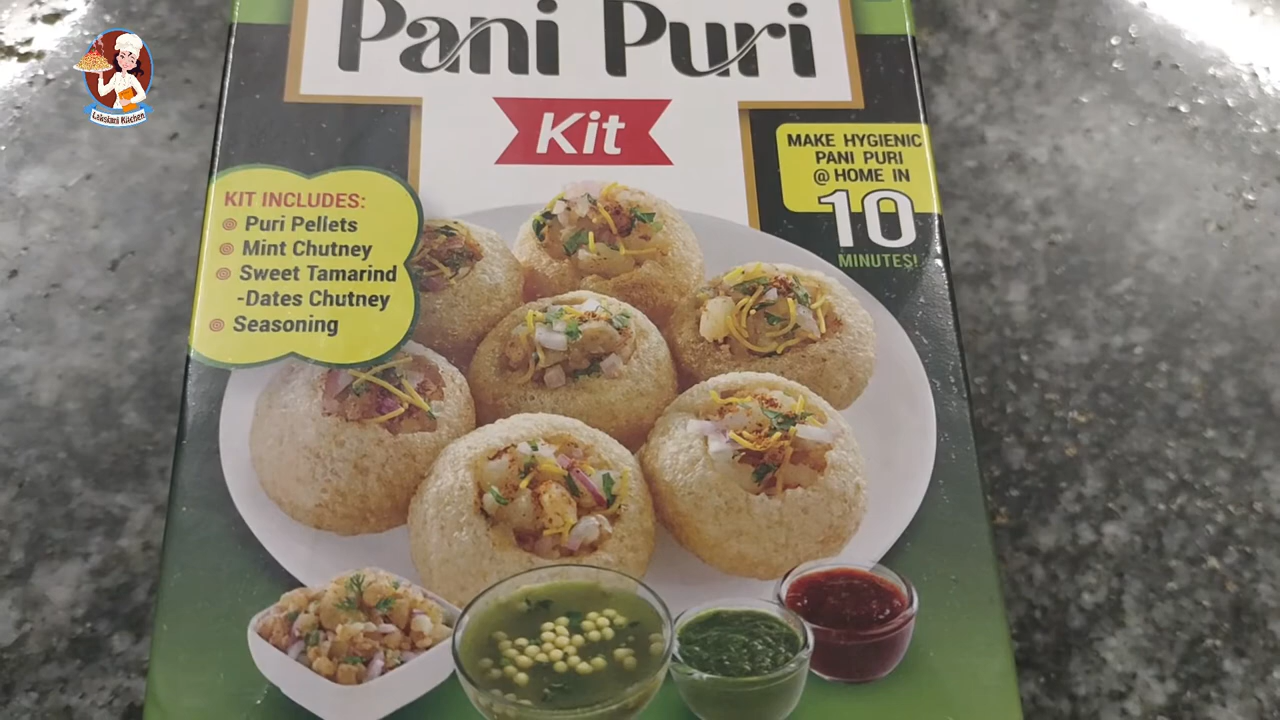 Lakshmi Kitchen
Pani Puri
Kit
MAKE HYGIENIC
PANI PURI
@ HOME IN
10
MINUTES!
KIT INCLUDES:
Puri Pellets
Mint Chutney
Sweet Tamarind
-Dates Chutney
Seasoning